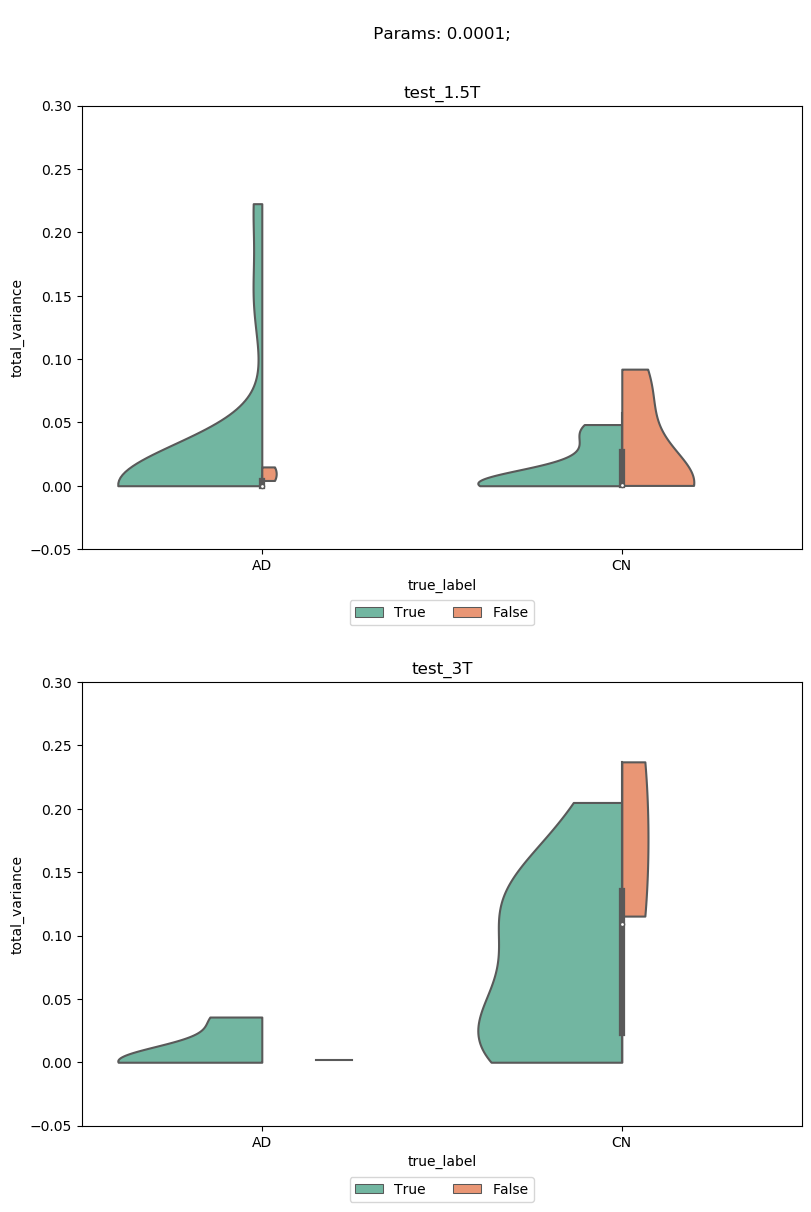 Params: 0.0001;
test_1.5T
0.30
0.25
0.20
0.15
0.10
0.05
0.00
−0.05
total_variance
AD CN
true_label
True False
test_3T
0.30
0.25
0.20
0.15
0.10
0.05
0.00
−0.05
total_variance
AD CN
true_label
True False